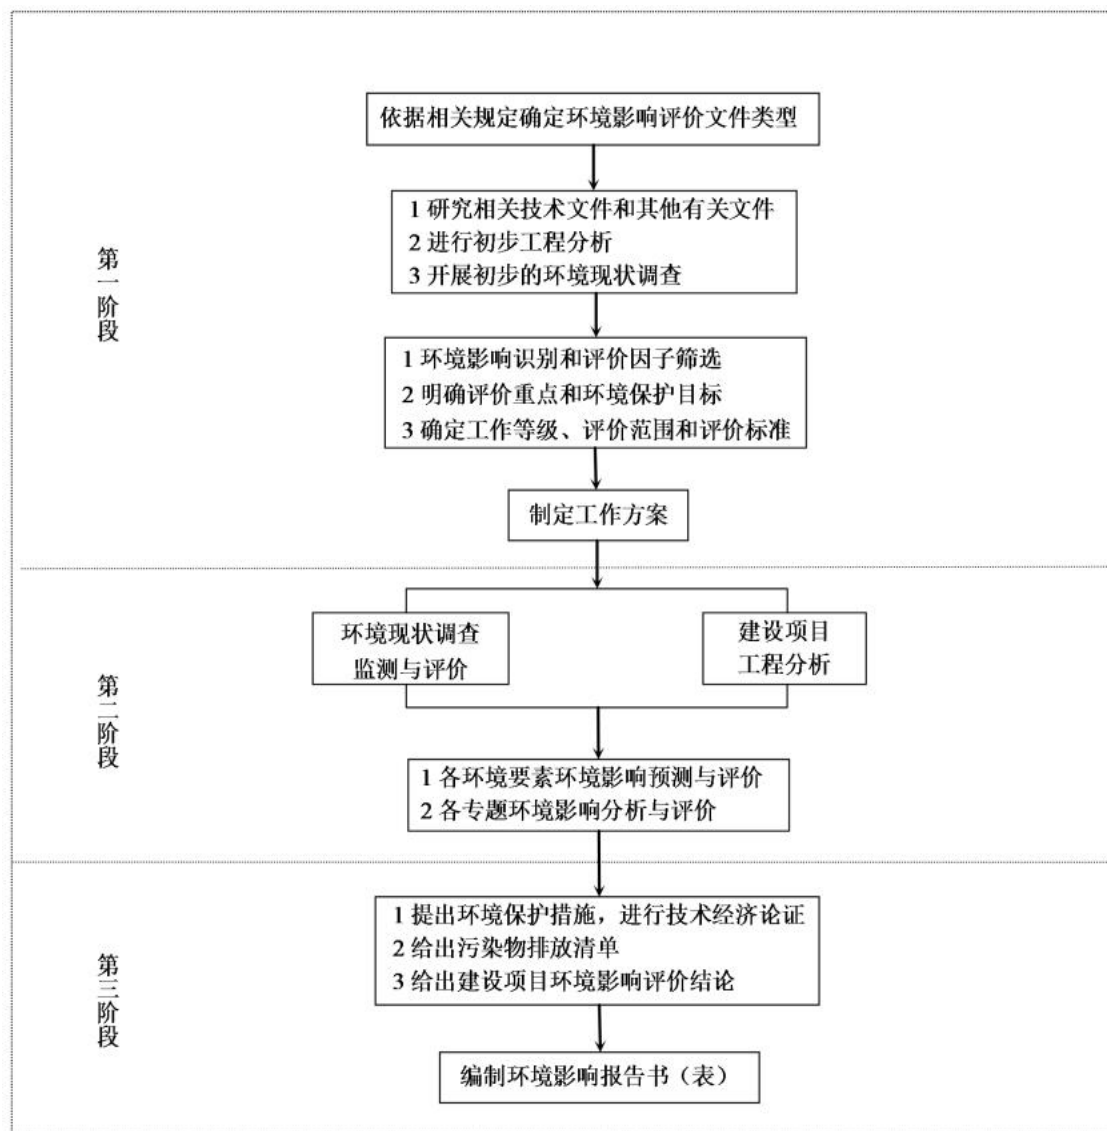 依据相关规定确定环境影响评价文件类型
1 研究相关技术文件和其他有关文件
2 进行初步工程分析
3 开展初步的环境现状调查
第一阶段
1 环境影响识别和评价因子筛选
2 明确评价重点和环境保护目标
3 确定工作等级、评价范围和评价标准
制定工作方案
环境现状调查
监测与评价
建设项目
工程分析
第二阶段
1 各环境要素环境影响预测与评价
2 各专题环境影响分析与评价
1 提出环境保护措施，进行技术经济论证
2 给出污染物排放清单
3 给出建设项目环境影响评价结论
第三阶段
编制环境影响报告书（表）